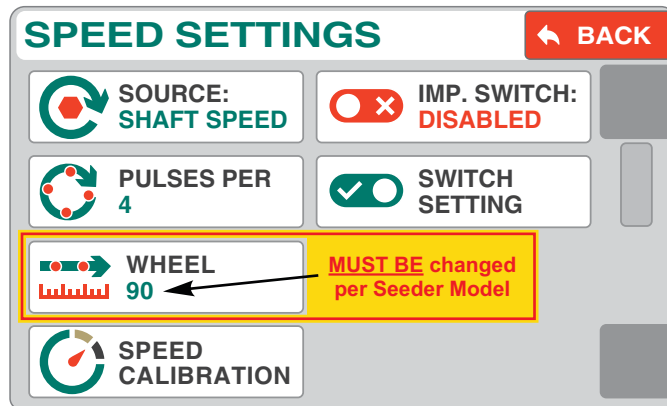 SPEED SETTINGS
BACK
SOURCE:
SHAFT SPEED
IMP. SWITCH:
DISABLED
PULSES PER
4
SWITCH
SETTING
WHEEL
90
MUST BE changed
per Seeder Model
SPEED
CALIBRATION